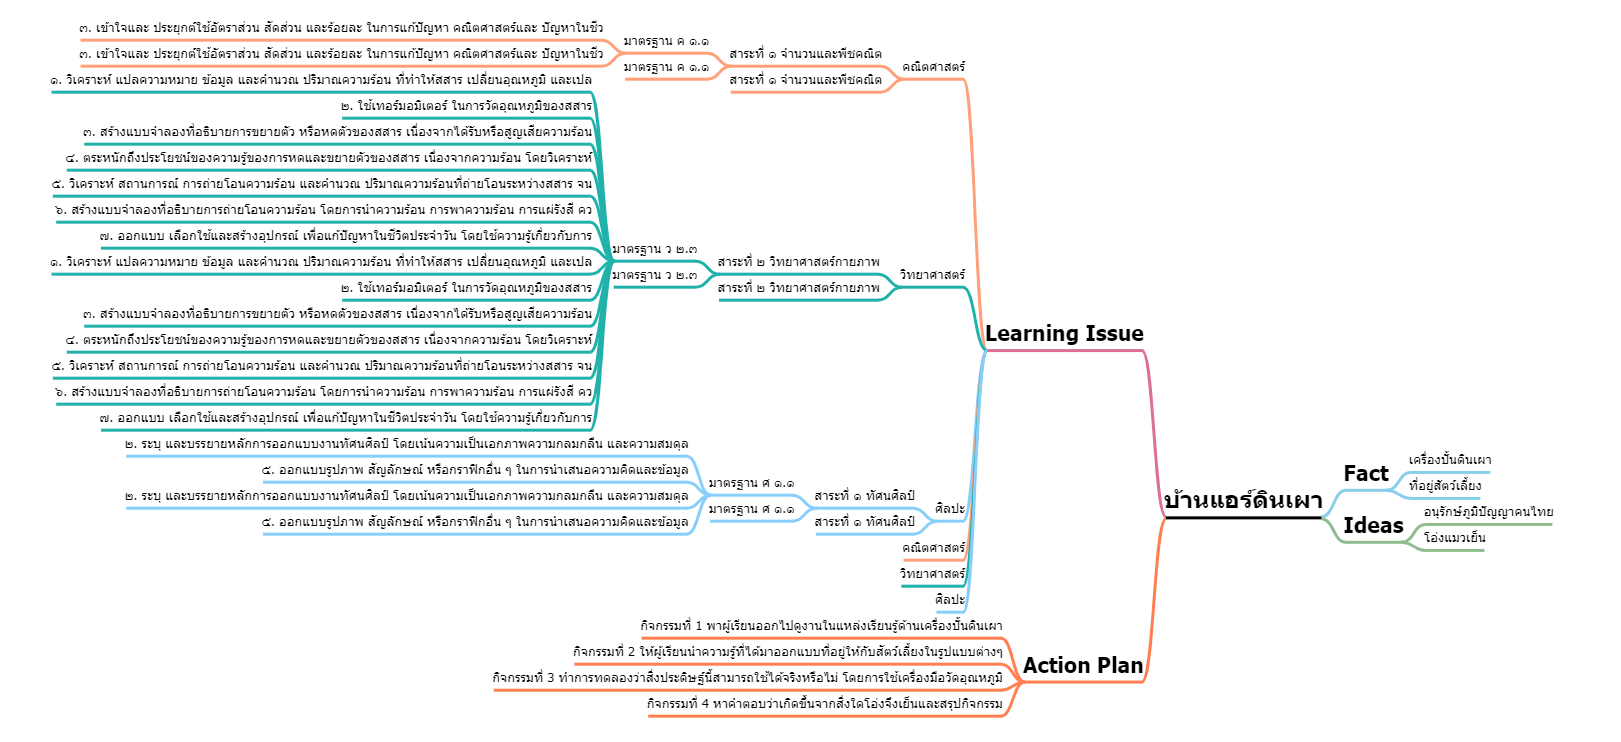 ๓. เข้าใจและ ประยุกต์ใช้อัตราส่วน สัดส่วน และร้อยละ ในการแก้ปัญหา คณิตศาสตร์และ ปัญหาในชีว
๓. เข้าใจและ ประยุกต์ใช้อัตราส่วน สัดส่วน และร้อยละ ในการแก้ปัญหา คณิตศาสตร์และ ปัญหาในชีว
มาตรฐาน ค ๑.๑
มาตรฐาน ค ๑.๑
สาระที่ ๑ จำนวนและพีชคณิต
สาระที่ ๑ จำนวนและพีชคณิต
คณิตศาสตร์
๑. วิเคราะห์ แปลความหมาย ข้อมูล และคำนวณ ปริมาณความร้อน ที่ทำให้สสาร เปลี่ยนอุณหภูมิ และเปล
๒. ใช้เทอร์มอมิเตอร์ ในการวัดอุณหภูมิของสสาร
๓. สร้างแบบจำลองที่อธิบายการขยายตัว หรือหดตัวของสสาร เนื่องจากได้รับหรือสูญเสียความร้อน
๔. ตระหนักถึงประโยชน์ของความรู้ของการหดและขยายตัวของสสาร เนื่องจากความร้อน โดยวิเคราะห์
๕. วิเคราะห์ สถานการณ์ การถ่ายโอนความร้อน และคำนวณ ปริมาณความร้อนที่ถ่ายโอนระหว่างสสาร จน
๖. สร้างแบบจำลองที่อธิบายการถ่ายโอนความร้อน โดยการนำความร้อน การพาความร้อน การแผ่รังสี คว
๗. ออกแบบ เลือกใช้และสร้างอุปกรณ์ เพื่อแก้ปัญหาในชีวิตประจำวัน โดยใช้ความรู้เกี่ยวกับการ
๑. วิเคราะห์ แปลความหมาย ข้อมูล และคำนวณ ปริมาณความร้อน ที่ทำให้สสาร เปลี่ยนอุณหภูมิ และเปล
๒. ใช้เทอร์มอมิเตอร์ ในการวัดอุณหภูมิของสสาร
๓. สร้างแบบจำลองที่อธิบายการขยายตัว หรือหดตัวของสสาร เนื่องจากได้รับหรือสูญเสียความร้อน
๔. ตระหนักถึงประโยชน์ของความรู้ของการหดและขยายตัวของสสาร เนื่องจากความร้อน โดยวิเคราะห์
๕. วิเคราะห์ สถานการณ์ การถ่ายโอนความร้อน และคำนวณ ปริมาณความร้อนที่ถ่ายโอนระหว่างสสาร จน
๖. สร้างแบบจำลองที่อธิบายการถ่ายโอนความร้อน โดยการนำความร้อน การพาความร้อน การแผ่รังสี คว
๗. ออกแบบ เลือกใช้และสร้างอุปกรณ์ เพื่อแก้ปัญหาในชีวิตประจำวัน โดยใช้ความรู้เกี่ยวกับการ
มาตรฐาน ว ๒.๓
มาตรฐาน ว ๒.๓
สาระที่ ๒ วิทยาศาสตร์กายภาพ
สาระที่ ๒ วิทยาศาสตร์กายภาพ
วิทยาศาสตร์
Learning Issue
๒. ระบุ และบรรยายหลักการออกแบบงานทัศนศิลป์ โดยเน้นความเป็นเอกภาพความกลมกลืน และความสมดุล
๕. ออกแบบรูปภาพ สัญลักษณ์ หรือกราฟิกอื่น ๆ ในการนำเสนอความคิดและข้อมูล
๒. ระบุ และบรรยายหลักการออกแบบงานทัศนศิลป์ โดยเน้นความเป็นเอกภาพความกลมกลืน และความสมดุล
๕. ออกแบบรูปภาพ สัญลักษณ์ หรือกราฟิกอื่น ๆ ในการนำเสนอความคิดและข้อมูล
มาตรฐาน ศ ๑.๑
มาตรฐาน ศ ๑.๑
สาระที่ ๑ ทัศนศิลป์
สาระที่ ๑ ทัศนศิลป์
ศิลปะ
คณิตศาสตร์
วิทยาศาสตร์
ศิลปะ
บ้านแอร์ดินเผา
Fact
เครื่องปั้นดินเผา
ที่อยู่สัตว์เลี้ยง
Ideas
อนุรักษ์ภูมิปัญญาคนไทย
โอ่งแมวเย็น
กิจกรรมที่ 1 พาผู้เรียนออกไปดูงานในแหล่งเรียนรู้ด้านเครื่องปั้นดินเผา
กิจกรรมที่ 2 ให้ผู้เรียนนำความรู้ที่ได้มาออกแบบที่อยู่ให้กับสัตว์เลี้ยงในรูปแบบต่างๆ
กิจกรรมที่ 3 ทำการทดลองว่าสิ่งประดิษฐ์นี้สามารถใช้ได้จริงหรือไม่ โดยการใช้เครื่องมือวัดอุณหภูมิ
กิจกรรมที่ 4 หาคำตอบว่าเกิดขึ้นจากสิ่งใดโอ่งจึงเย็นและสรุปกิจกรรม
Action Plan